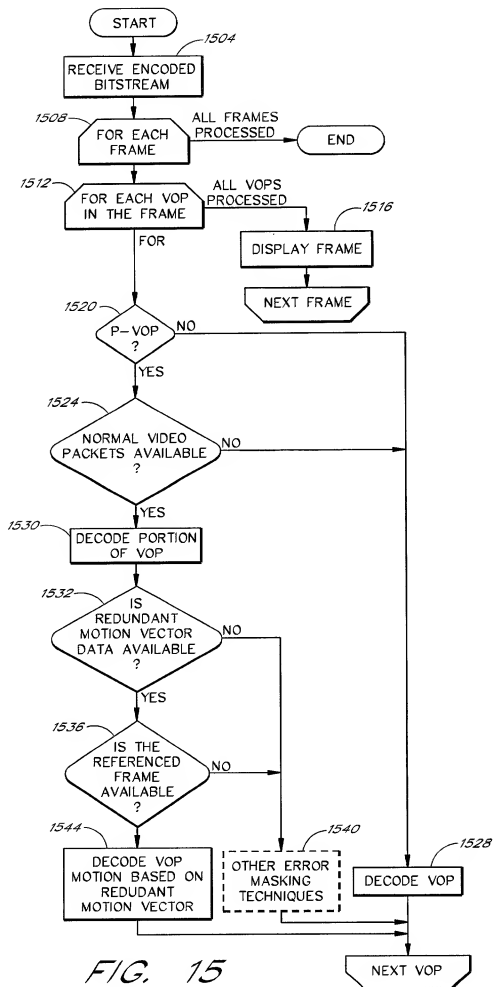 START
1504
RECEIVE ENCODED
BITSTREAM
1508
FOR EACH
FRAME
ALL FRAMES
PROCESSED
END
1512
FOR EACH VOP
IN THE FRAME
ALL VOPS
PROCESSED
1516
FOR
DISPLAY FRAME
NEXT FRAME
1520
P-VOP
?
NO
YES
1524
NORMAL VIDEO
PACKETS AVAILABLE
?
NO
YES
1530
DECODE PORTION
OF VOP
1532
IS
REDUNDANT
MOTION VECTOR
DATA AVAILABLE
?
NO
YES
1536
IS THE
REFERENCED
FRAME
AVAILABLE
?
NO
1544
DECODE VOP
MOTION BASED ON
REDUDANT
MOTION VECTOR
1540
OTHER ERROR
MASKING
TECHNIQUES
1528
DECODE VOP
NEXT VOP
FIG. 15